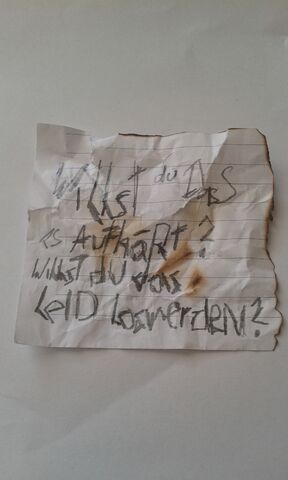 Willst du DAS
es Aufhört?
Willst du das
LeiD loswerden?